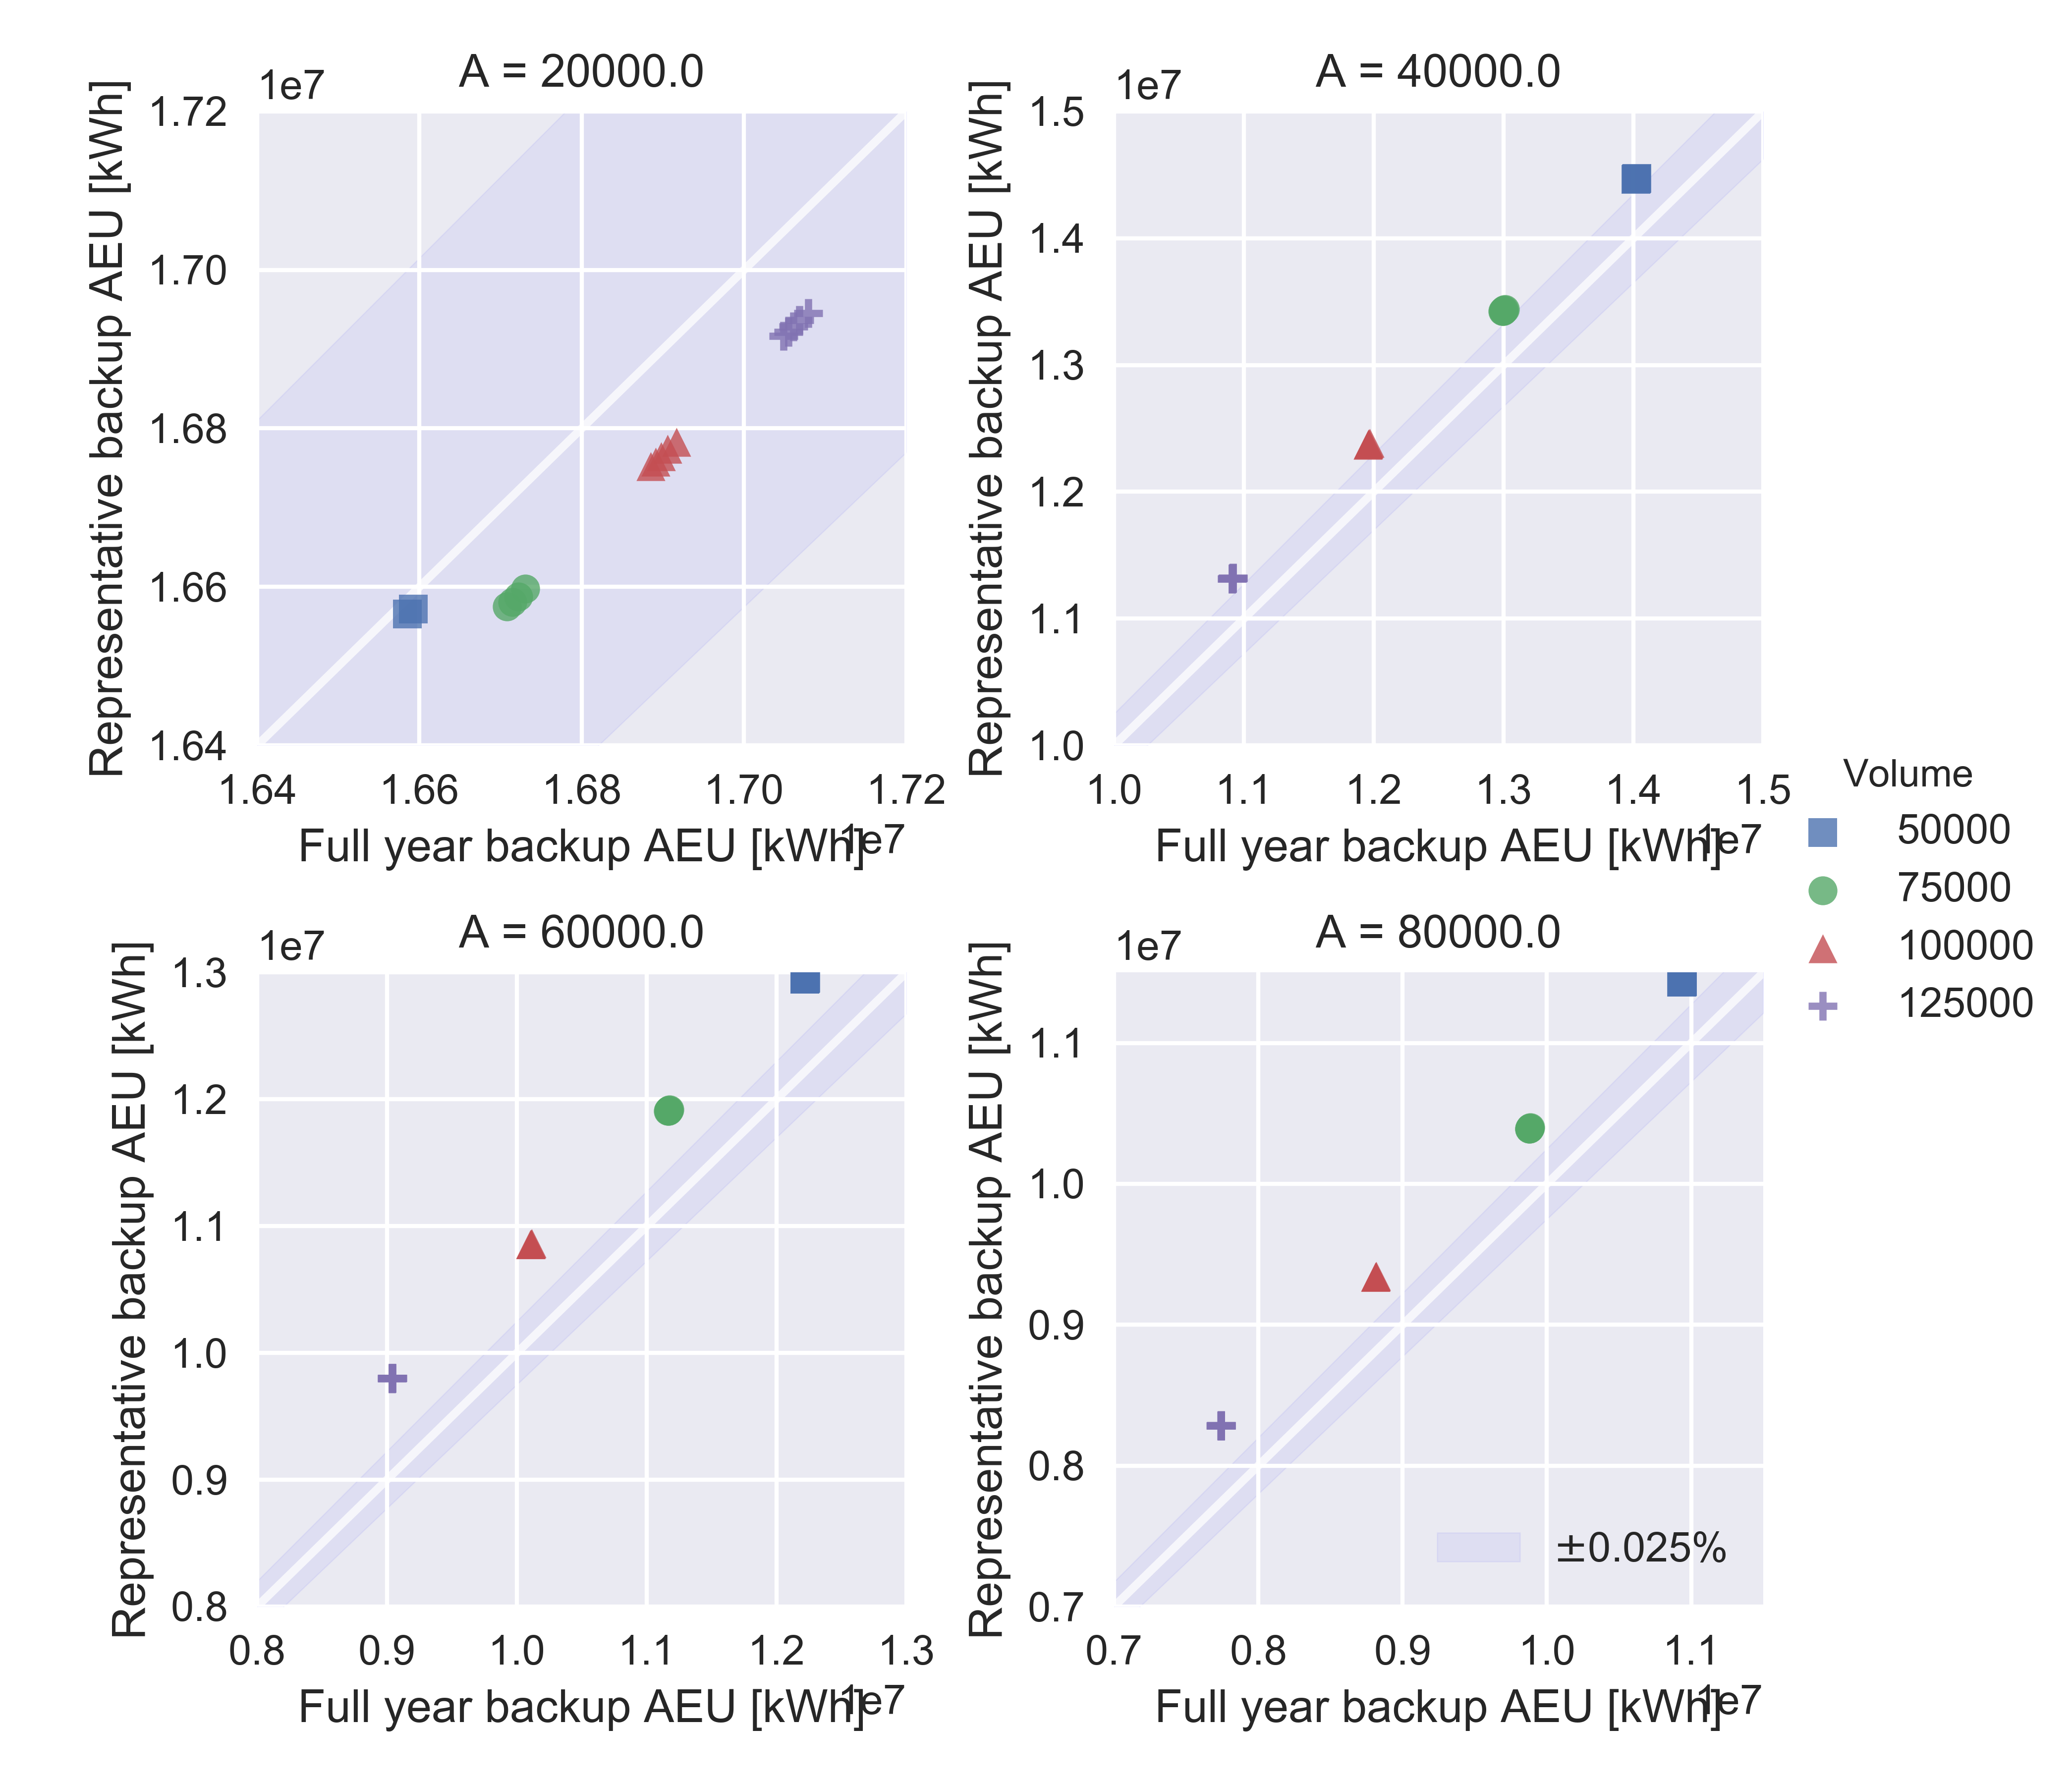 A = 20000.0
1e7
Representative backup AEU [kWh]
1.72
1.70
1.68
1.66
1.64
1.64 1.66 1.68 1.70 1.72
Full year backup AEU [kWh]
1e7
A = 40000.0
1e7
Representative backup AEU [kWh]
1.5
1.4
1.3
1.2
1.1
1.0
1.0 1.1 1.2 1.3 1.4 1.5
Full year backup AEU [kWh]
1e7
Volume
50000
75000
100000
125000
A = 60000.0
1e7
Representative backup AEU [kWh]
1.3
1.2
1.1
1.0
0.9
0.8
0.8 0.9 1.0 1.1 1.2 1.3
Full year backup AEU [kWh]
1e7
A = 80000.0
1e7
Representative backup AEU [kWh]
1.1
1.0
0.9
0.8
0.7
±0.025%
0.7 0.8 0.9 1.0 1.1
Full year backup AEU [kWh]
1e7